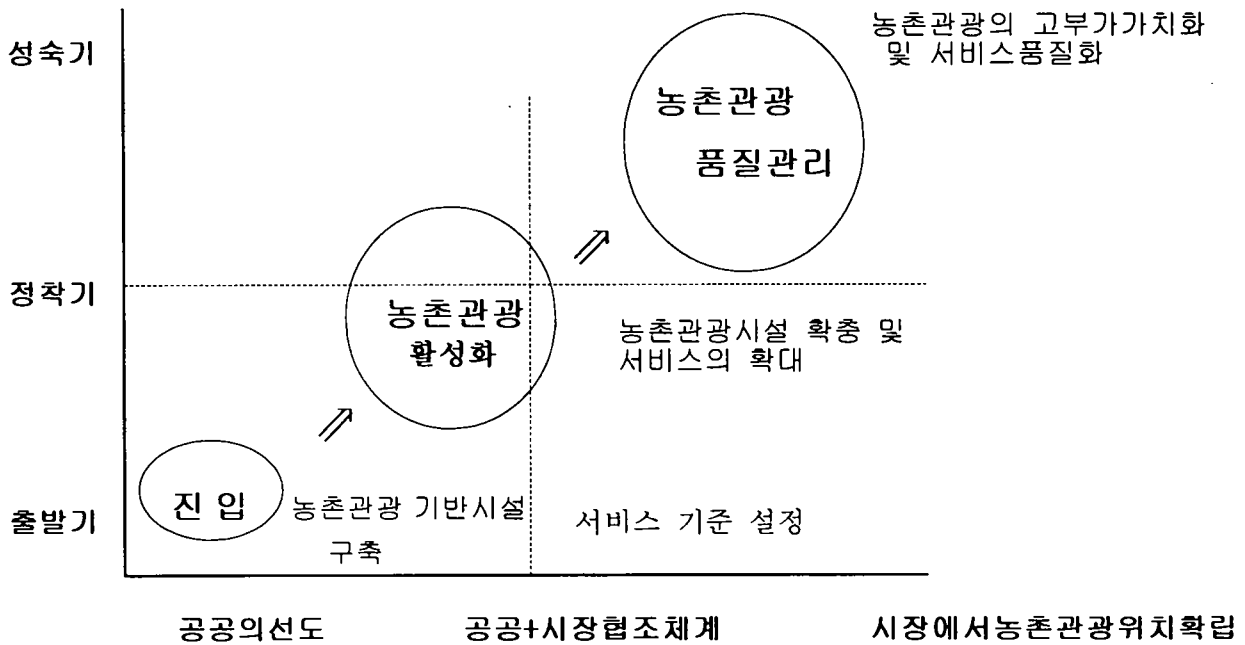 농촌관광의 고부가가치화
및 서비스품질화
성숙기
농촌관광
품질관리
정착기
농촌관광
활성화
농촌관광시설 확충 및
서비스의 확대
출발기
진 입
농촌관광 기반시설
구축
서비스 기준 설정
공공의선도
공공+시장협조체계
시장에서농촌관광위치확립